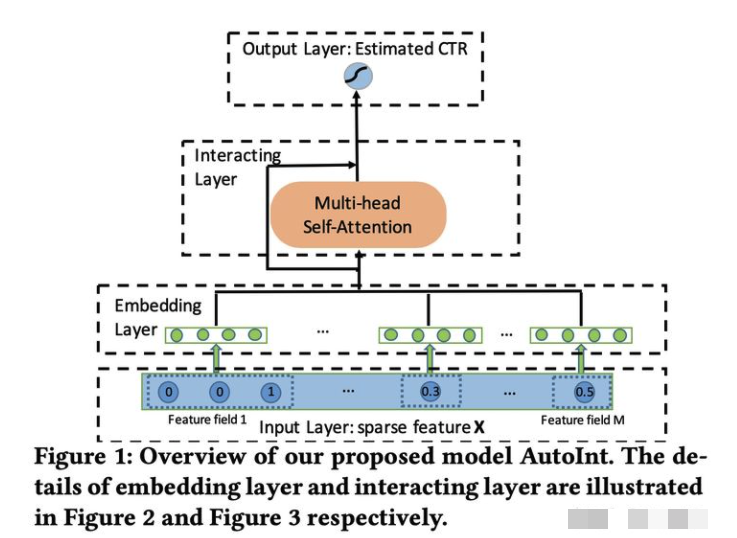 Output Layer: Estimated CTR
Interacting
Layer
Multi-head
Self-Attention
Embedding
Layer
... ...
0 0 1 ... 0.3 ... 0.5
Feature field 1
Feature field M
Input Layer: sparse feature X
Figure 1: Overview of our proposed model AutoInt. The de-
tails of embedding layer and interacting layer are illustrated
in Figure 2 and Figure 3 respectively.